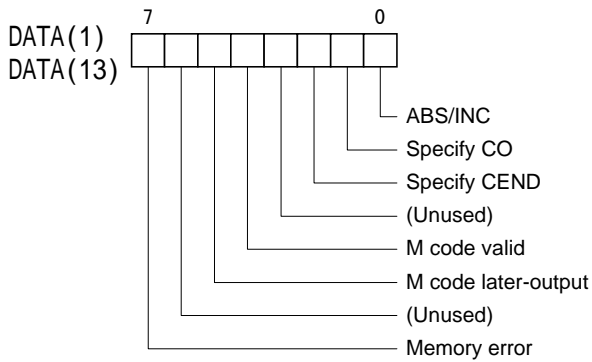 7 0
DATA(1)
DATA(13)
ABS/INC
Specify CO
Specify CEND
(Unused)
M code valid
M code later-output
(Unused)
Memory error